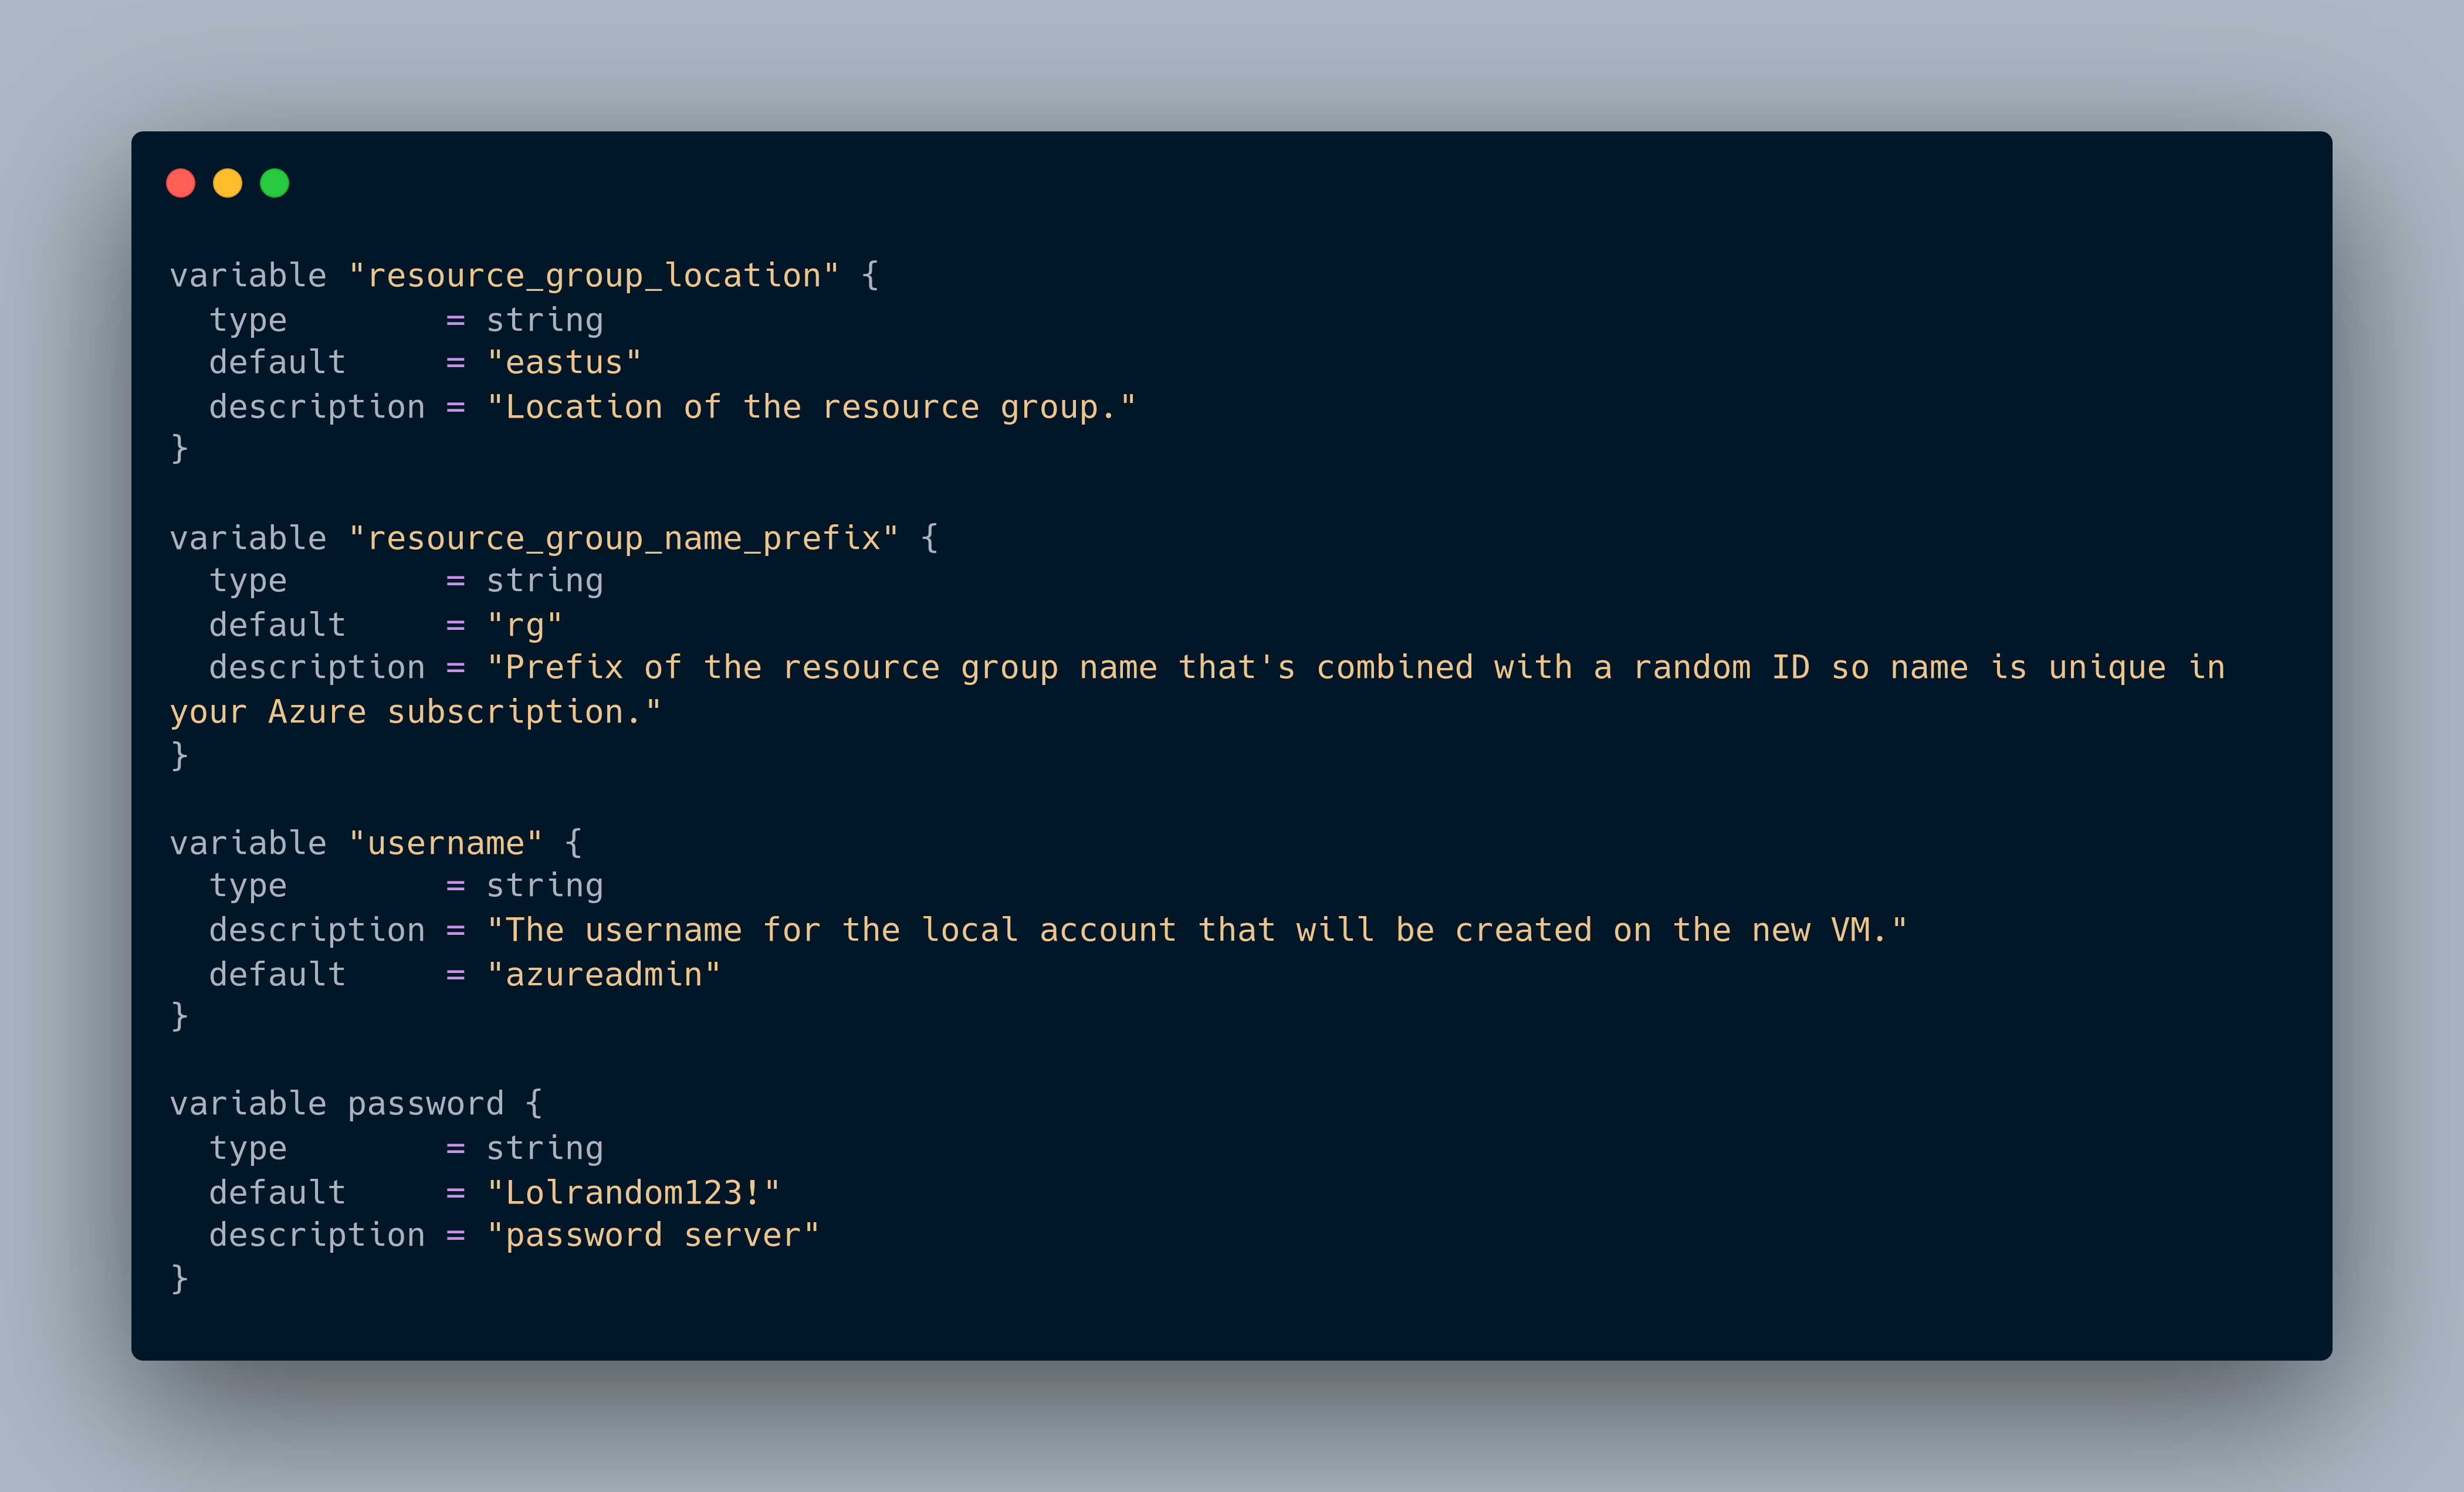 variable "resource_group_location" {
  type        = string
  default     = "eastus"
  description = "Location of the resource group."
}

variable "resource_group_name_prefix" {
  type        = string
  default     = "rg"
  description = "Prefix of the resource group name that's combined with a random ID so name is unique in
your Azure subscription."
}

variable "username" {
  type        = string
  description = "The username for the local account that will be created on the new VM."
  default     = "azureadmin"
}

variable password {
  type        = string
  default     = "Lolrandom123!"
  description = "password server"
}